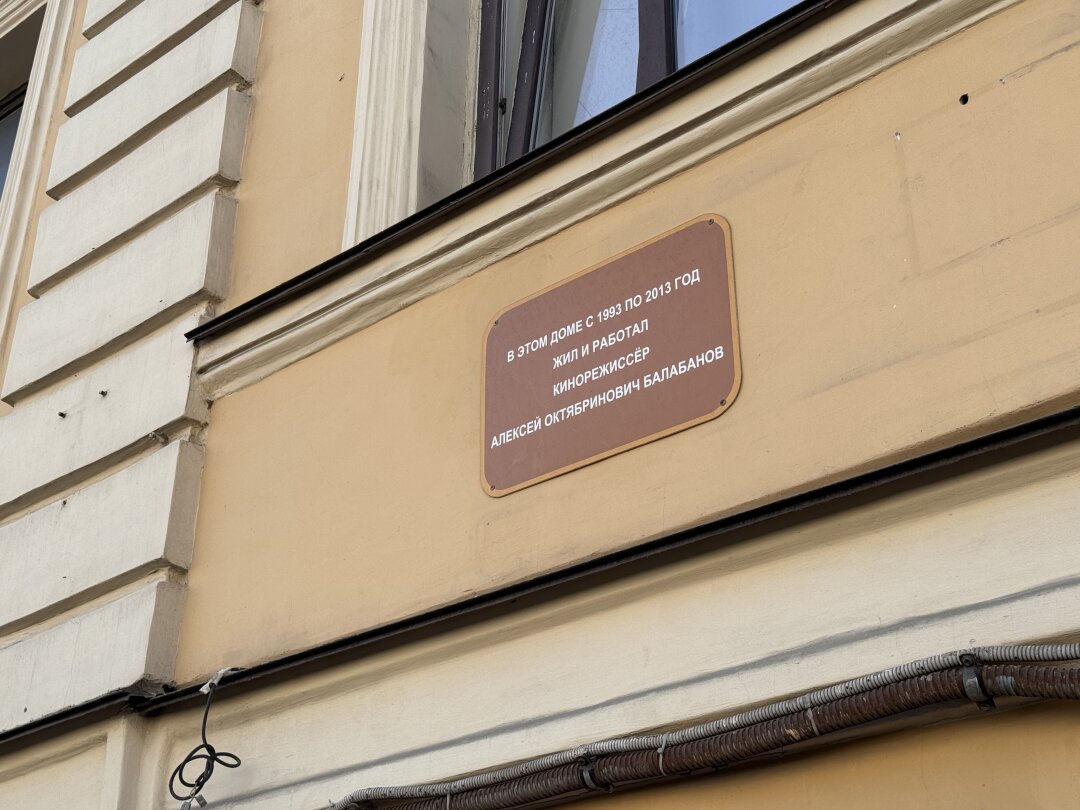 В ЭТОМ ДОМЕ С 1993 ПО 2013 ГОД
ЖИЛ И РАБОТАЛ
КИНОРЕЖИССЁР
АЛЕКСЕЙ ОКТЯБРИНОВИЧ БАЛАБАНОВ